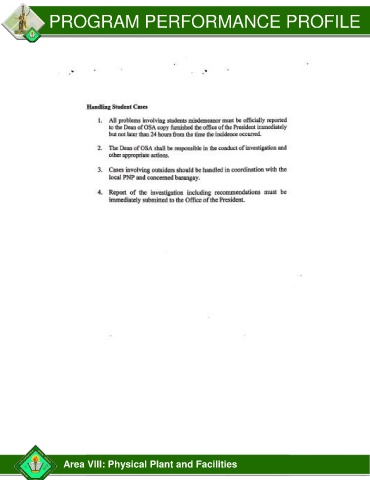 PROGRAM PERFORMANCE PROFILE
Handling Student Cases
1. All problems involving students misdemeanor must be officially reported
to the Dean of OSA copy furnished the office of the President immediately
but not later than 24 hours from the time the incidence occurred.
2. The Dean of OSA shall be responsible in the conduct of investigation and
other appropriate actions.
3. Cases involving outsiders should be handled in coordination with the
local PNP and concerned barangay.
4. Report of the investigation including recommendations must be
immediately submitted to the Office of the President.
Area VIII: Physical Plant and Facilities